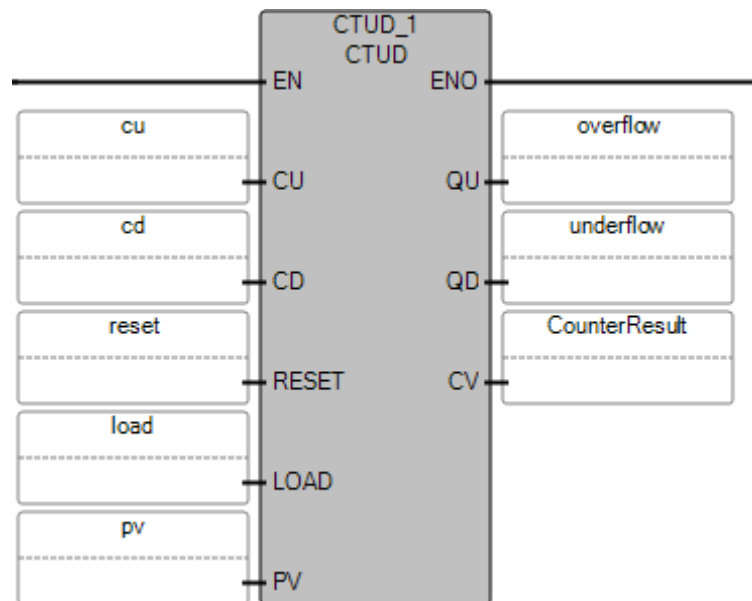 CTUD_1
CTUD
EN ENO
cu overflow
CU QU
cd underflow
CD QD
reset CounterResult
RESET CV
load
LOAD
pv
PV